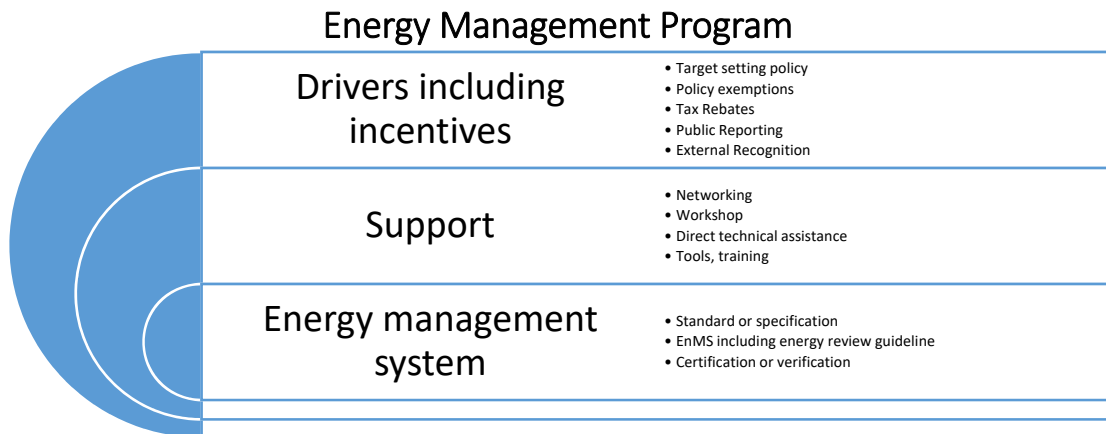 Energy Management Program
Drivers including
incentives
• Target setting policy
• Policy exemptions
• Tax Rebates
• Public Reporting
• External Recognition
Support
• Networking
• Workshop
• Direct technical assistance
• Tools, training
Energy management
system
• Standard or specification
• EnMS including energy review guideline
• Certification or verification